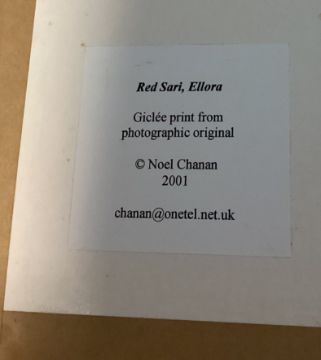 Red Sari, Ellora
Giclée print from
photographic original
© Noel Chanan
2001
chanan@onetel.net.uk